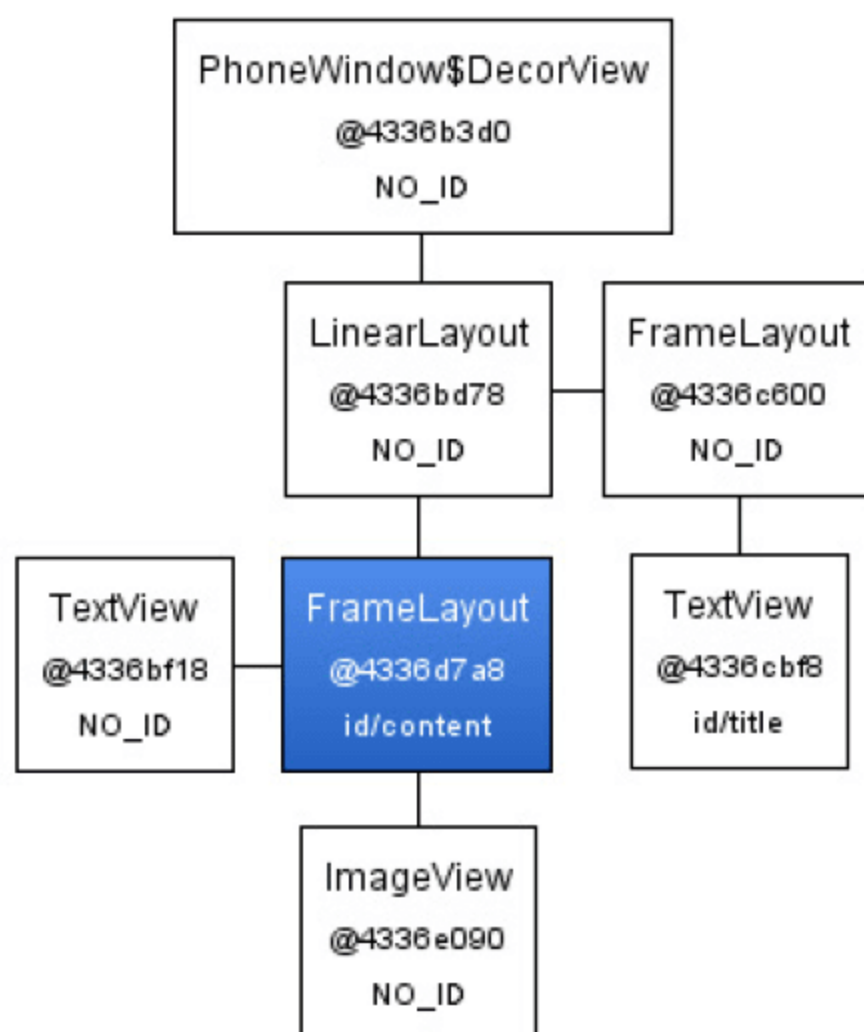 PhoneWindow$DecorView
@4336b3d0
NO_ID
LinearLayout
@4336bd78
NO_ID
FrameLayout
@4336c600
NO_ID
TextView
@4336bf18
NO_ID
FrameLayout
@4336d7a8
id/content
TextView
@4336cbf8
id/title
ImageView
@4336e090
NO_ID